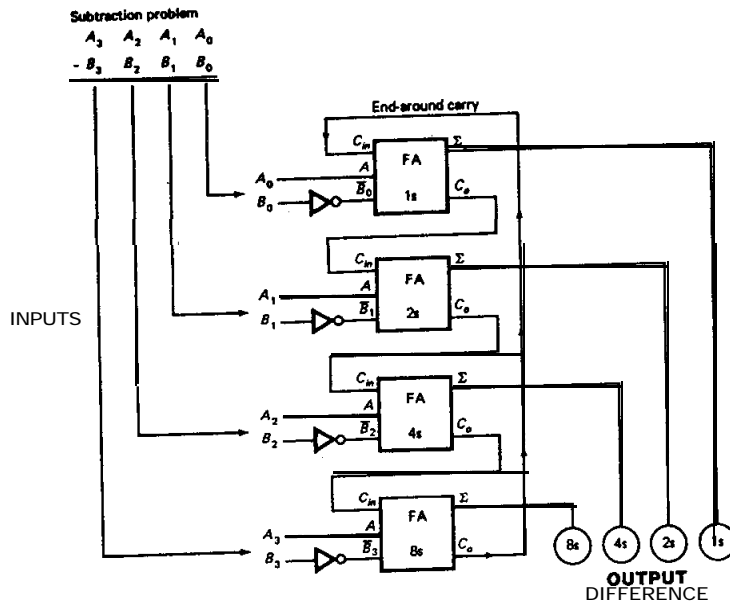 Subtraction problem
A₃ A₂ A₁ A₀
- B₃ B₂ B₁ B₀
End-around carry
Cᵢₙ
FA
Σ
A
A₀
B₀
B̅₀
1s
Cₒ
Cᵢₙ
FA
Σ
A
A₁
B₁
B̅₁
2s
Cₒ
INPUTS
Cᵢₙ
FA
Σ
A
A₂
B₂
B̅₂
4s
Cₒ
Cᵢₙ
FA
Σ
A
A₃
B₃
B̅₃
8s
Cₒ
8s 4s 2s 1s
OUTPUT
DIFFERENCE